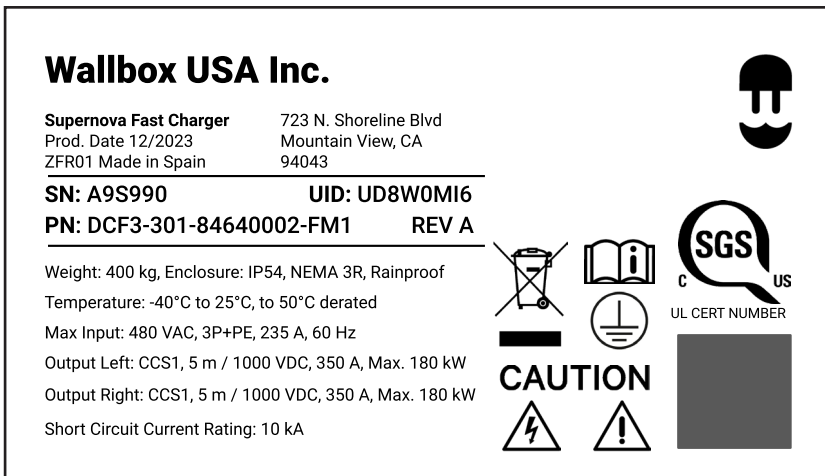 Wallbox USA Inc.
Supernova Fast Charger
Prod. Date 12/2023
ZFR01 Made in Spain
723 N. Shoreline Blvd
Mountain View, CA
94043
SN: A9S990 UID: UD8W0MI6
PN: DCF3-301-84640002-FM1 REV A
Weight: 400 kg, Enclosure: IP54, NEMA 3R, Rainproof
Temperature: -40°C to 25°C, to 50°C derated
Max Input: 480 VAC, 3P+PE, 235 A, 60 Hz
Output Left: CCS1, 5 m / 1000 VDC, 350 A, Max. 180 kW
Output Right: CCS1, 5 m / 1000 VDC, 350 A, Max. 180 kW
Short Circuit Current Rating: 10 kA
SGS
C US
UL CERT NUMBER
CAUTION